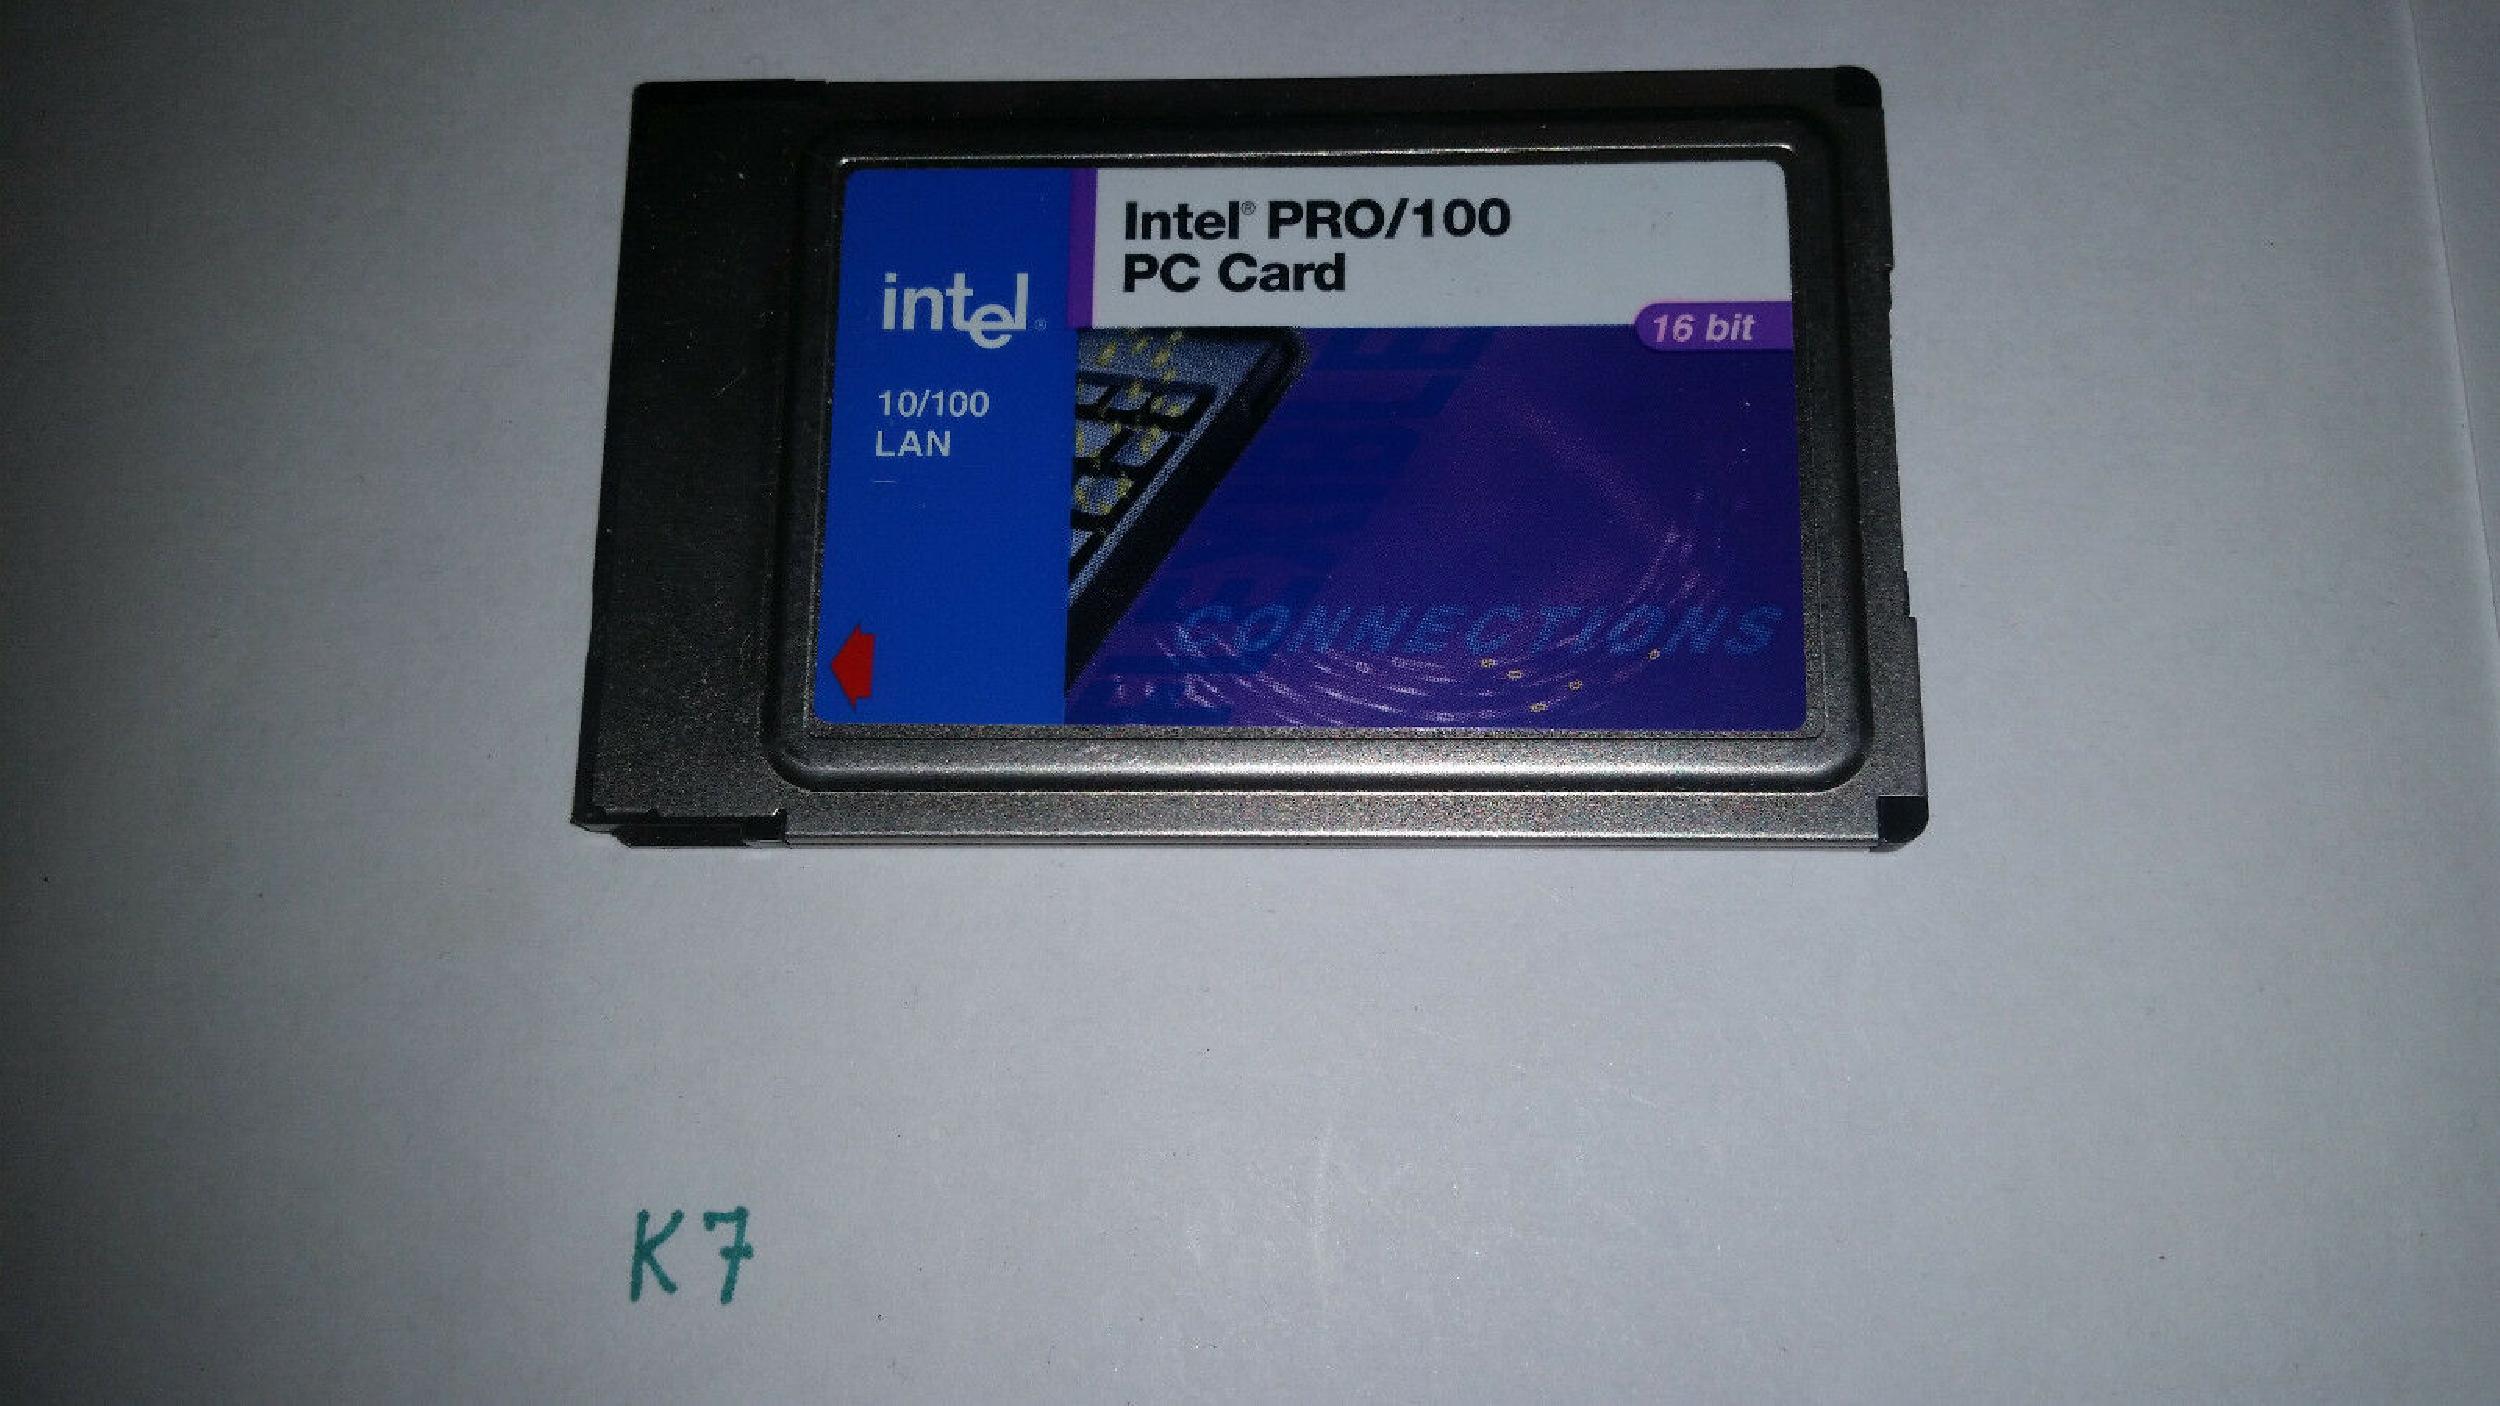 Intel® PRO/100
PC Card
16 bit
intel®
10/100
LAN
CONNECTIONS
K7